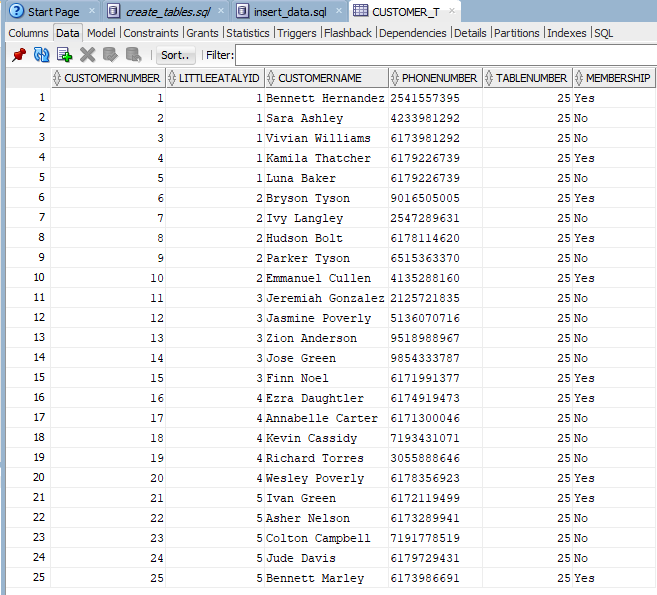 Start Page create_tables.sql insert_data.sql CUSTOMER_T
Columns Data Model Constraints Grants Statistics Triggers Flashback Dependencies Details Partitions Indexes SQL
Sort.. Filter:
CUSTOMERNUMBER LITTLEEATALYID CUSTOMERNAME PHONENUMBER TABLENUMBER MEMBERSHIP
1 1 1 Bennett Hernandez 2541557395 25 Yes
2 2 1 Sara Ashley 4233981292 25 No
3 3 1 Vivian Williams 6173981292 25 No
4 4 1 Kamila Thatcher 6179226739 25 Yes
5 5 1 Luna Baker 6179226739 25 No
6 6 2 Bryson Tyson 9016505005 25 Yes
7 7 2 Ivy Langley 2547289631 25 No
8 8 2 Hudson Bolt 6178114620 25 Yes
9 9 2 Parker Tyson 6515363370 25 No
10 10 2 Emmanuel Cullen 4135288160 25 Yes
11 11 3 Jeremiah Gonzalez 2125721835 25 No
12 12 3 Jasmine Poverly 5136070716 25 No
13 13 3 Zion Anderson 9518988967 25 No
14 14 3 Jose Green 9854333787 25 No
15 15 3 Finn Noel 6171991377 25 Yes
16 16 4 Ezra Daughtler 6174919473 25 Yes
17 17 4 Annabelle Carter 6171300046 25 No
18 18 4 Kevin Cassidy 7193431071 25 No
19 19 4 Richard Torres 3055888646 25 No
20 20 4 Wesley Poverly 6178356923 25 Yes
21 21 5 Ivan Green 6172119499 25 Yes
22 22 5 Asher Nelson 6173289941 25 No
23 23 5 Colton Campbell 7191778519 25 No
24 24 5 Jude Davis 6179729431 25 No
25 25 5 Bennett Marley 6173986691 25 Yes